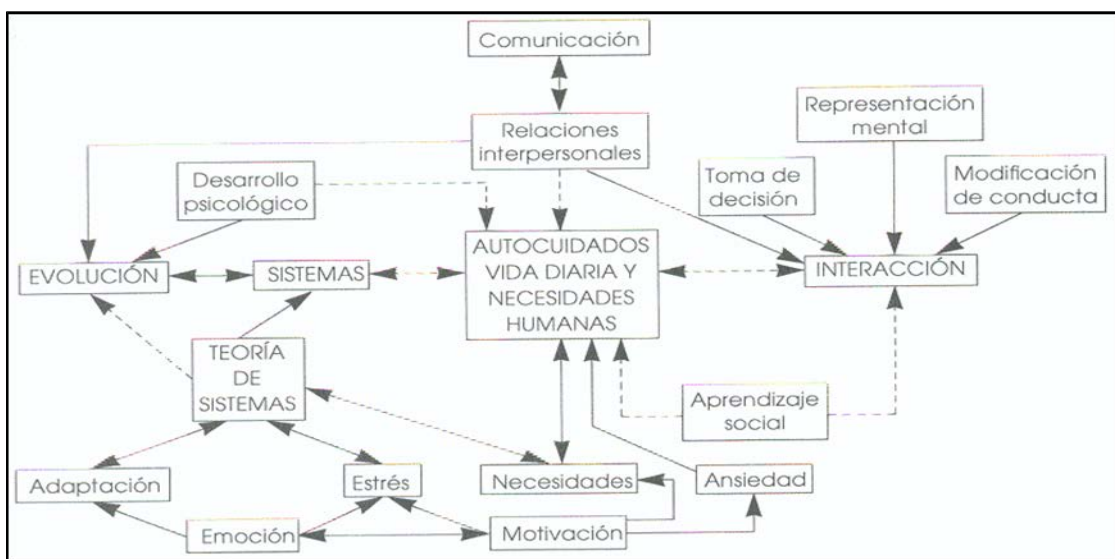 Comunicación
Relaciones
interpersonales
Representación
mental
Desarrollo
psicológico
Toma de
decisión
Modificación
de conducta
EVOLUCIÓN
SISTEMAS
AUTOCUIDADOS
VIDA DIARIA Y
NECESIDADES
HUMANAS
INTERACCIÓN
TEORÍA
DE
SISTEMAS
Aprendizaje
social
Adaptación
Estrés
Necesidades
Ansiedad
Emoción
Motivación